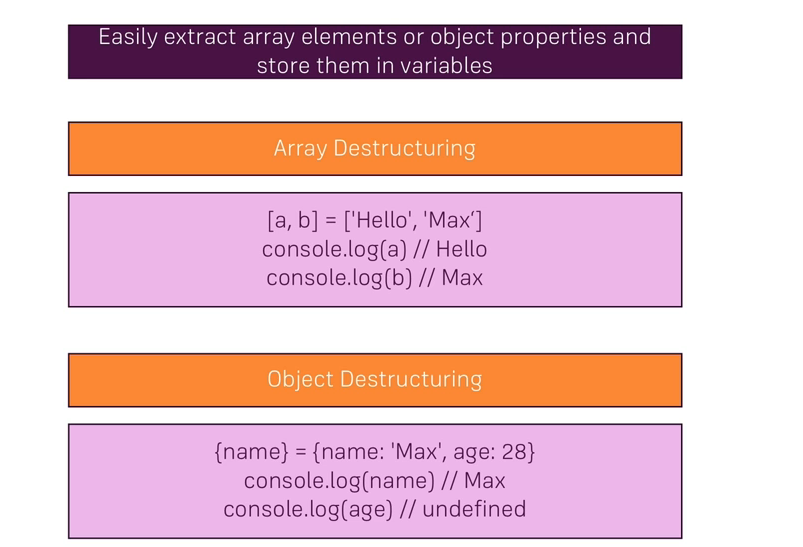 Easily extract array elements or object properties and
store them in variables
Array Destructuring
[a, b] = ['Hello', 'Max‘]
console.log(a) // Hello
console.log(b) // Max
Object Destructuring
{name} = {name: 'Max', age: 28}
console.log(name) // Max
console.log(age) // undefined